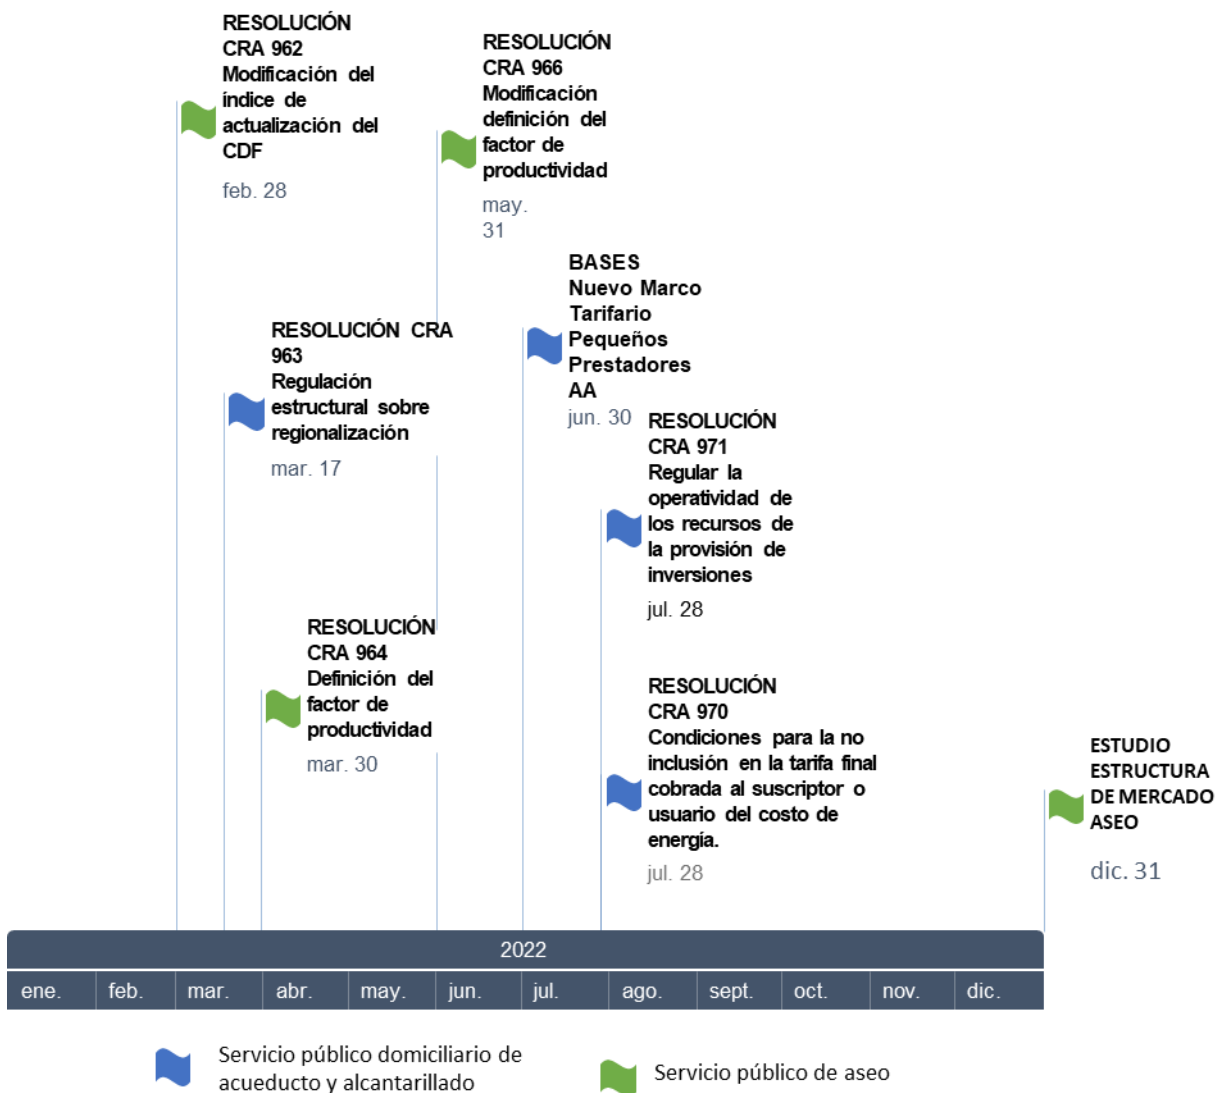 RESOLUCIÓN
CRA 962
Modificación del
índice de
actualización del
CDF
feb. 28
RESOLUCIÓN
CRA 966
Modificación
definición del
factor de
productividad
may.
31
BASES
Nuevo Marco
Tarifario
Pequeños
Prestadores
AA
jun. 30
RESOLUCIÓN CRA
963
Regulación
estructural sobre
regionalización
mar. 17
RESOLUCIÓN
CRA 971
Regular la
operatividad de
los recursos de
la provisión de
inversiones
jul. 28
RESOLUCIÓN
CRA 964
Definición del
factor de
productividad
mar. 30
RESOLUCIÓN
CRA 970
Condiciones para la no
inclusión en la tarifa final
cobrada al suscriptor o
usuario del costo de
energía.
jul. 28
ESTUDIO
ESTRUCTURA
DE MERCADO
ASEO
dic. 31
2022
ene. feb. mar. abr. may. jun. jul. ago. sept. oct. nov. dic.
Servicio público domiciliario de
acueducto y alcantarillado
Servicio público de aseo